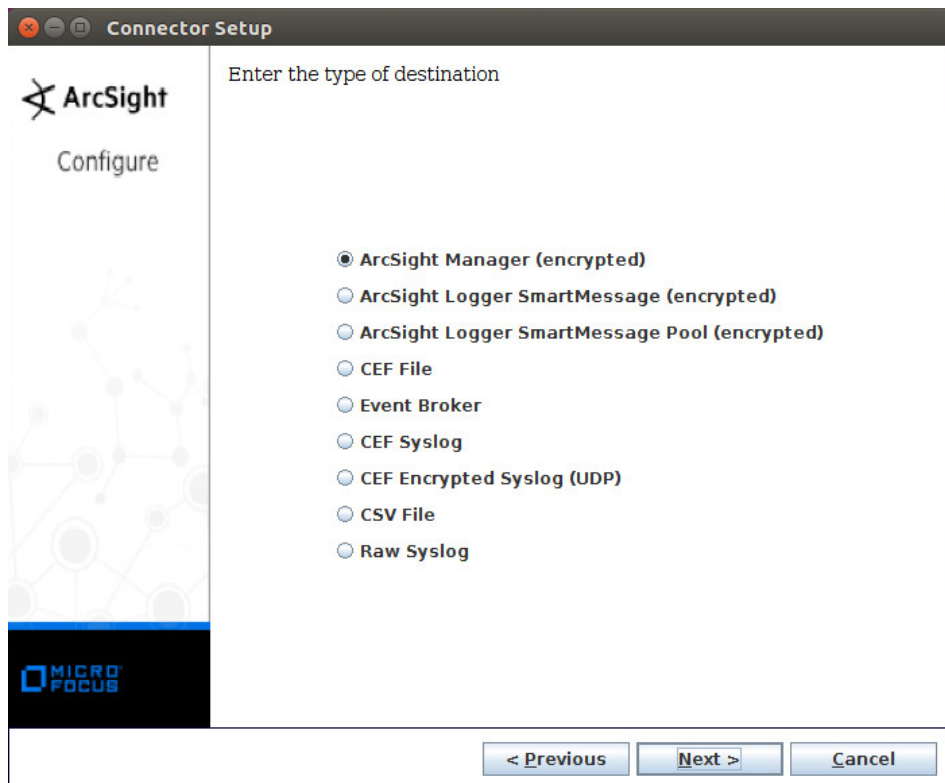 Connector Setup
ArcSight
Configure
Enter the type of destination
ArcSight Manager (encrypted)
ArcSight Logger SmartMessage (encrypted)
ArcSight Logger SmartMessage Pool (encrypted)
CEF File
Event Broker
CEF Syslog
CEF Encrypted Syslog (UDP)
CSV File
Raw Syslog
MICRO
FOCUS
< Previous
Next >
Cancel